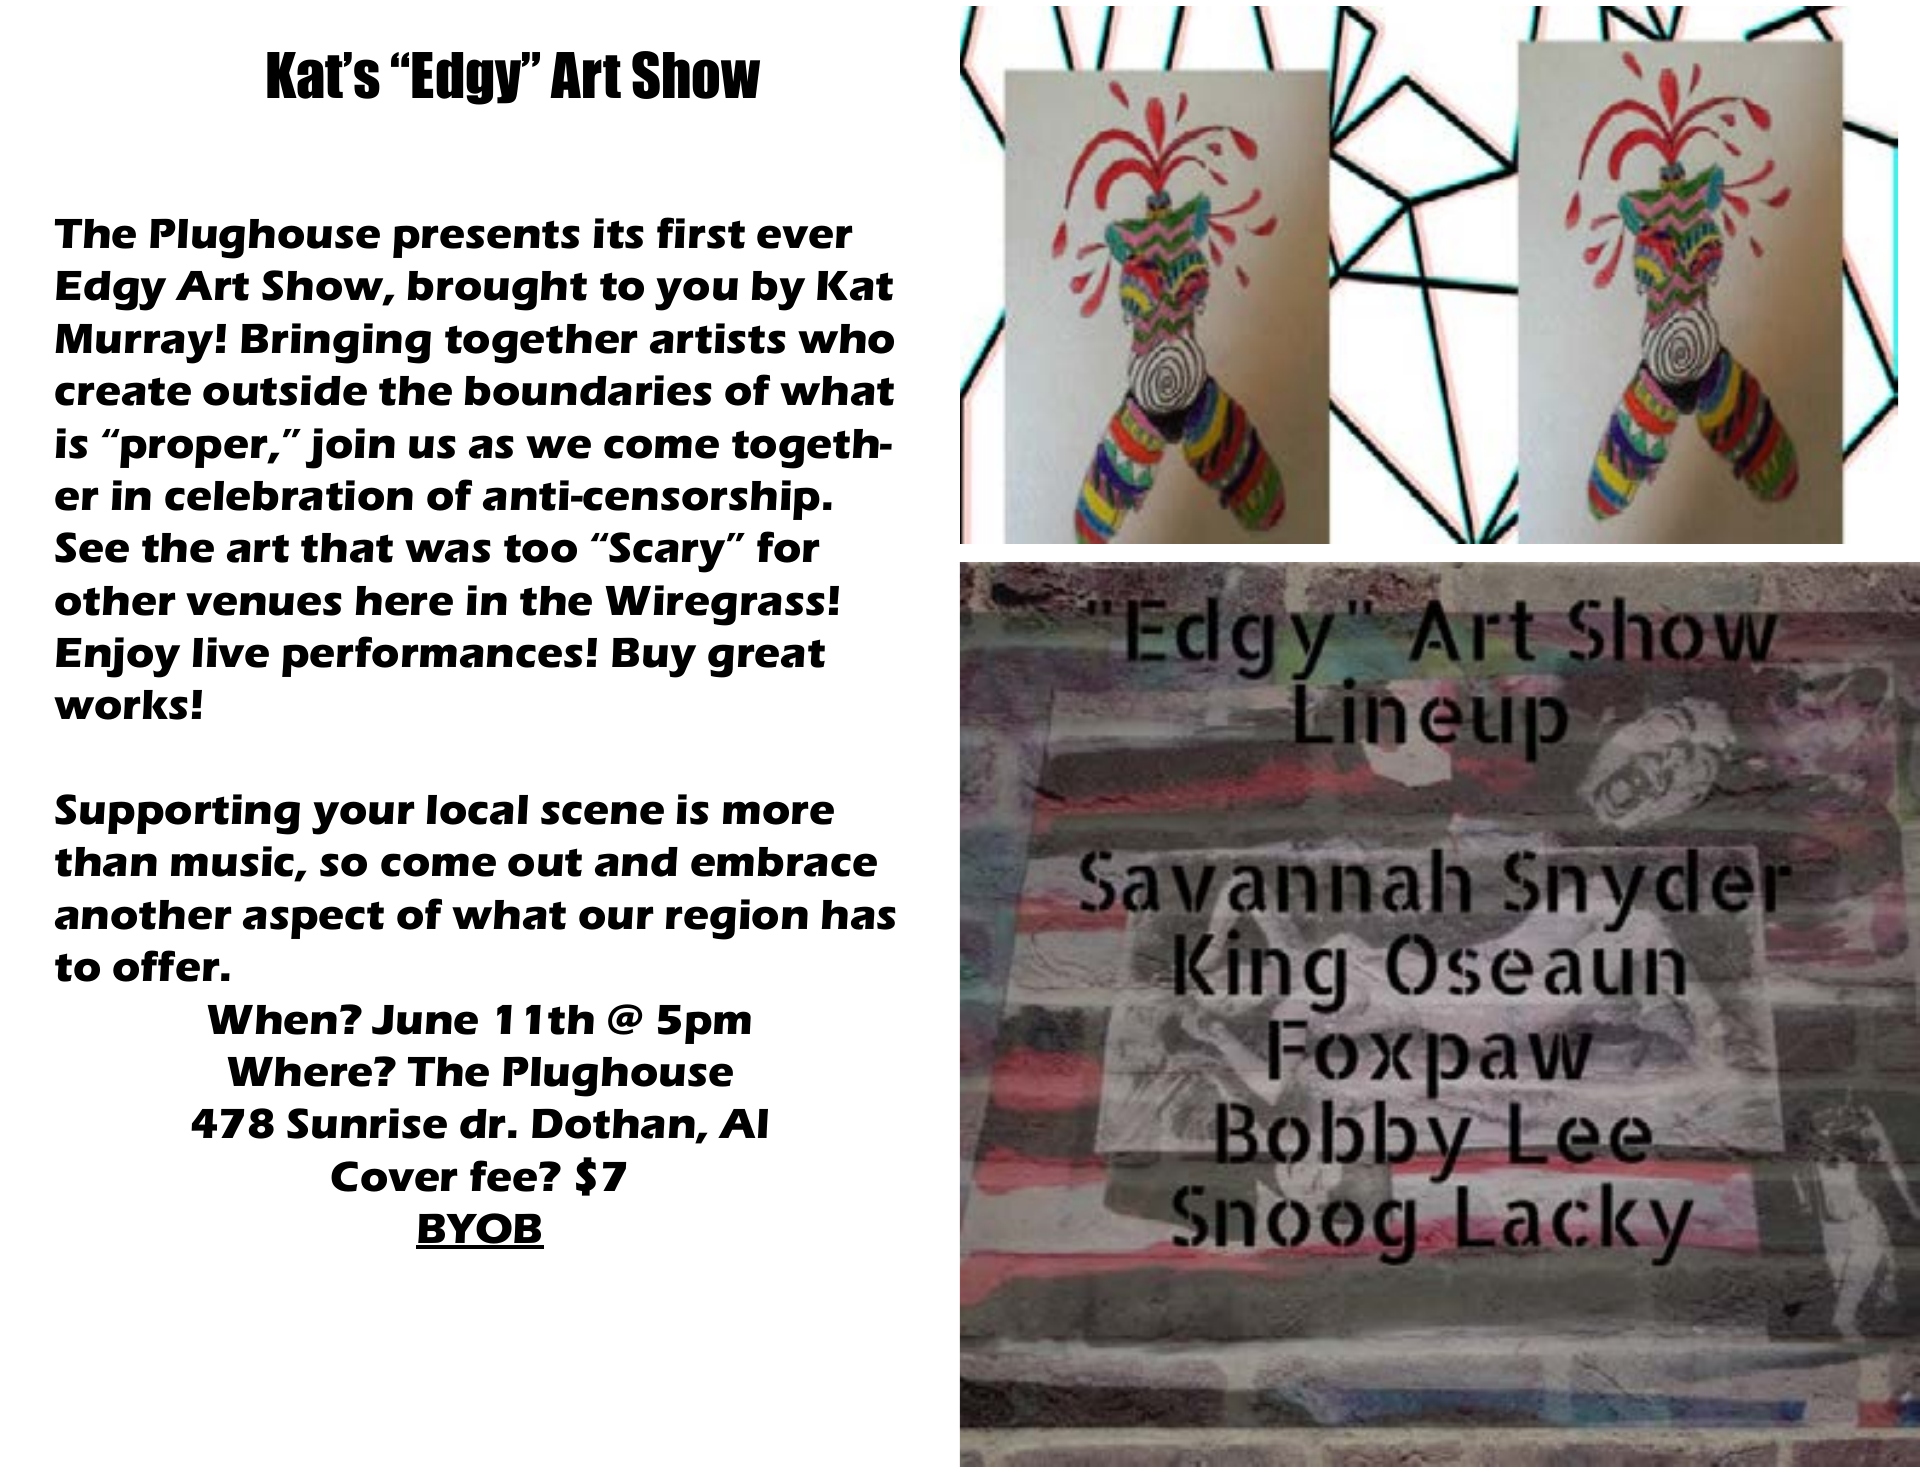 Kat’s “Edgy” Art Show
The Plughouse presents its first ever
Edgy Art Show, brought to you by Kat
Murray! Bringing together artists who
create outside the boundaries of what
is “proper,” join us as we come togeth-
er in celebration of anti-censorship.
See the art that was too “Scary” for
other venues here in the Wiregrass!
Enjoy live performances! Buy great
works!
Supporting your local scene is more
than music, so come out and embrace
another aspect of what our region has
to offer.
When? June 11th @ 5pm
Where? The Plughouse
478 Sunrise dr. Dothan, Al
Cover fee? $7
BYOB
"Edgy" Art Show
Lineup
Savannah Snyder
King Oseaun
Foxpaw
Bobby Lee
Snoog Lacky